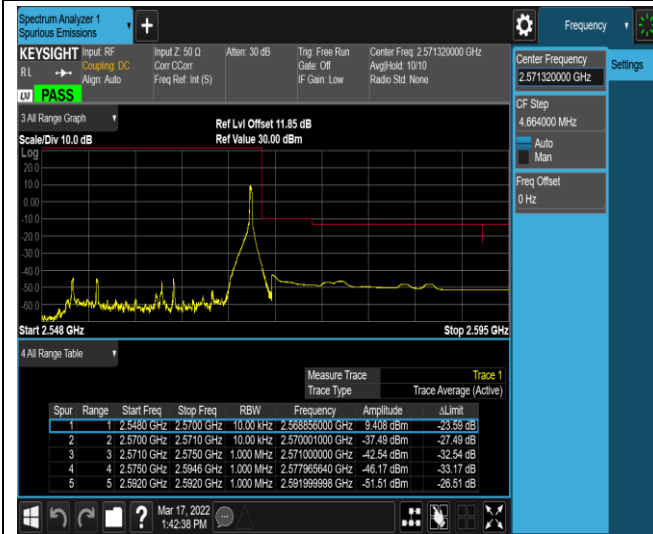 Spectrum Analyzer 1
Spurious Emissions
Frequency
KEYSIGHT Input: RF Input Z: 50 Ω Atten: 30 dB Trig: Free Run Center Freq: 2.571320000 GHz
RL Coupling: DC Corr CCorr Gate: Off Avg|Hold: 10/10
Align: Auto Freq Ref: Int (S) IF Gain: Low Radio Std: None
LXI PASS
Center Frequency
2.571320000 GHz
Settings
CF Step
4.664000 MHz
Auto
Man
Freq Offset
0 Hz
3 All Range Graph
Ref Lvl Offset 11.85 dB
Scale/Div 10.0 dB Ref Value 30.00 dBm
Log
20.0
10.0
0.00
-10.0
-20.0
-30.0
-40.0
-50.0
-60.0
Start 2.548 GHz Stop 2.595 GHz
4 All Range Table
Measure Trace Trace 1
Trace Type Trace Average (Active)
Spur Range Start Freq Stop Freq RBW Frequency Amplitude ΔLimit
1 1 2.5480 GHz 2.5700 GHz 10.00 kHz 2.568856000 GHz 9.408 dBm -23.59 dB
2 2 2.5700 GHz 2.5710 GHz 10.00 kHz 2.570001000 GHz -37.49 dBm -27.49 dB
3 3 2.5710 GHz 2.5750 GHz 1.000 MHz 2.571000000 GHz -42.54 dBm -32.54 dB
4 4 2.5750 GHz 2.5946 GHz 1.000 MHz 2.577965640 GHz -46.17 dBm -33.17 dB
5 5 2.5920 GHz 2.5950 GHz 1.000 MHz 2.591999998 GHz -51.51 dBm -26.51 dB
Mar 17, 2022
1:42:38 PM